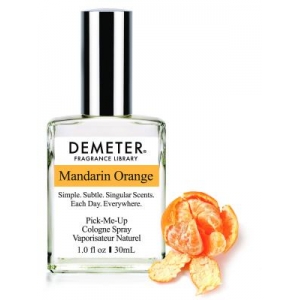 DEMETER®
FRAGRANCE LIBRARY
Mandarin Orange
Simple. Subtle. Singular Scents.
Each Day. Everywhere.
Pick-Me-Up
Cologne Spray
Vaporisateur Naturel
1.0 fl oz I 30mL